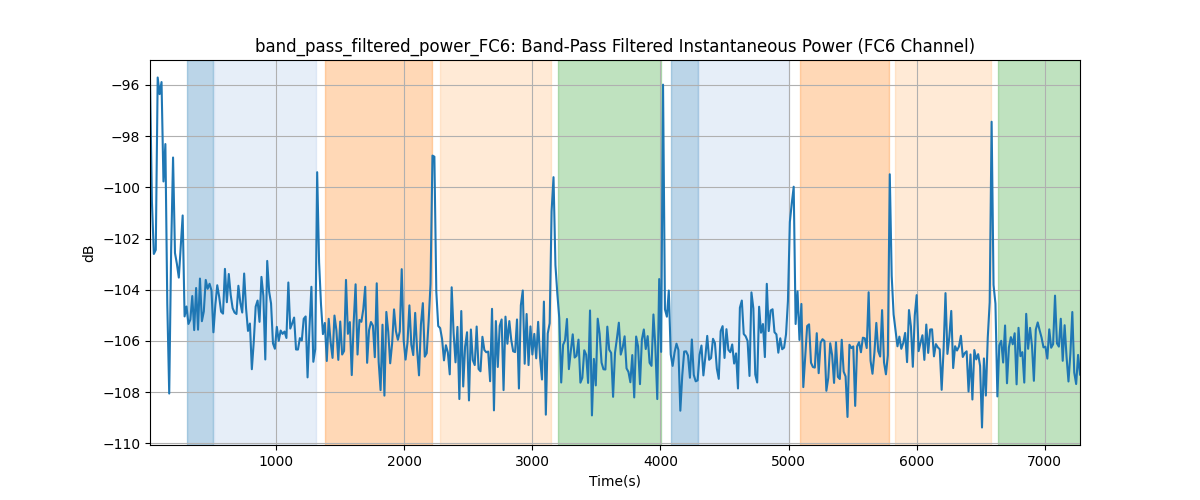 band_pass_filtered_power_FC6: Band-Pass Filtered Instantaneous Power (FC6 Channel)
−96
−98
−100
−102
−104
−106
−108
−110
dB
1000 2000 3000 4000 5000 6000 7000
Time(s)